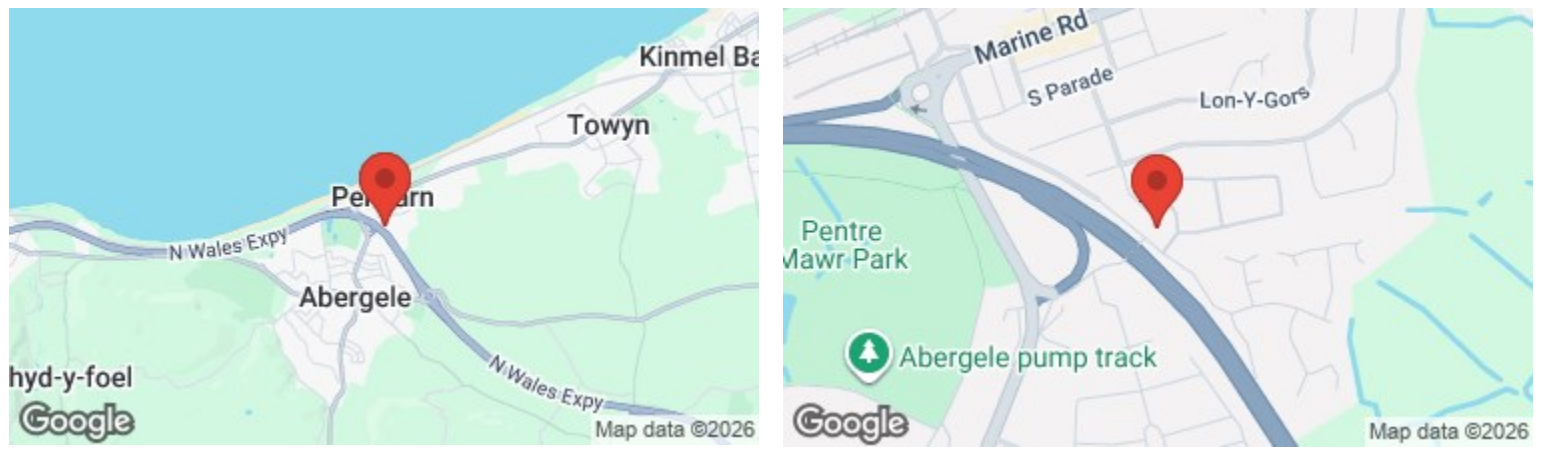 Kinmel Ba
Towyn
N Wales Expy
Abergele
N Wales Expy
hyd-y-foel
Google
Map data ©2026
Marine Rd
S Parade
Lon-Y-Gors
Pentre
Mawr Park
Abergele pump track
Google
Map data ©2026